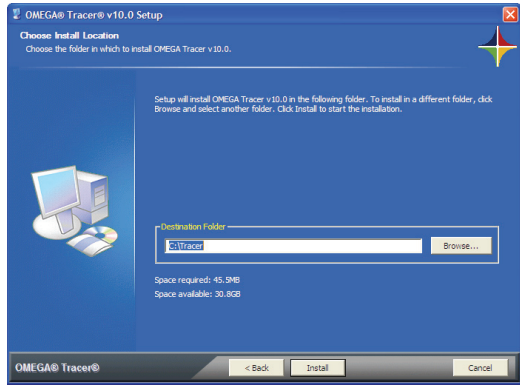 OMEGA® Tracer® v10.0 Setup
Choose Install Location
Choose the folder in which to install OMEGA Tracer v10.0.
Setup will install OMEGA Tracer v10.0 in the following folder. To install in a different folder, click
Browse and select another folder. Click Install to start the installation.
Destination Folder
C:\Tracer
Browse...
Space required: 45.5MB
Space available: 30.8GB
OMEGA® Tracer®
< Back
Install
Cancel